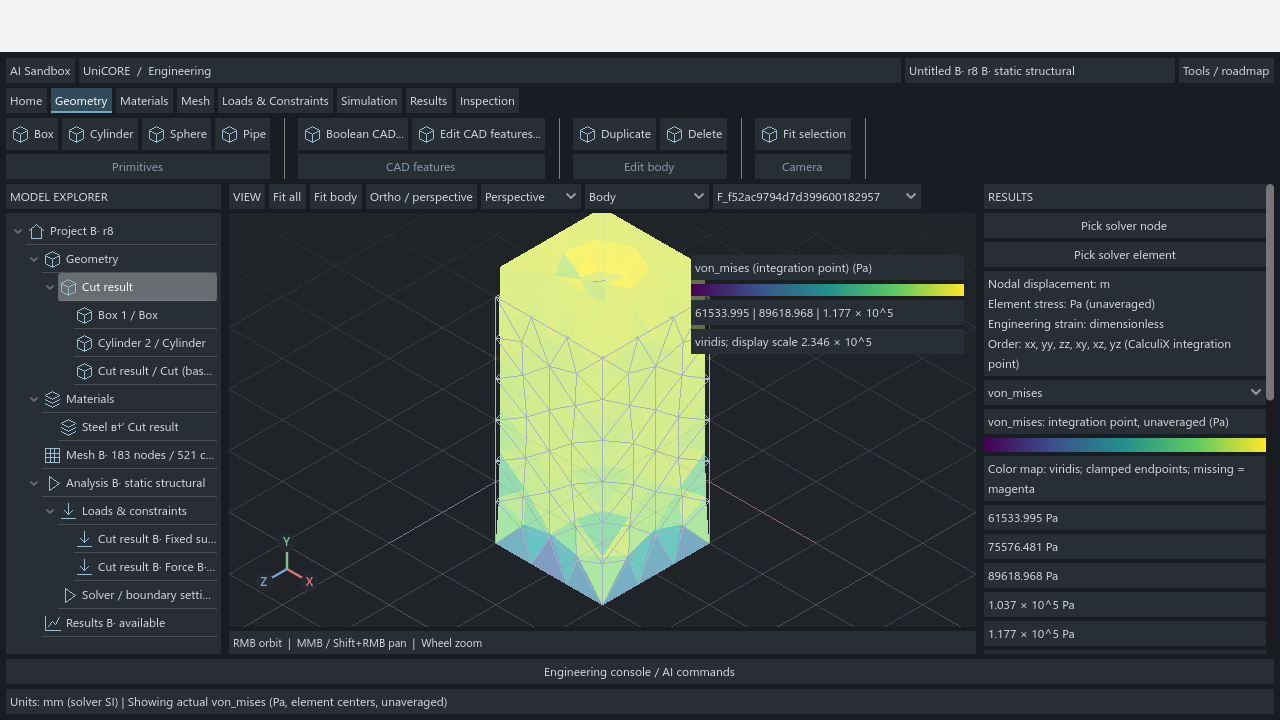 AI Sandbox
UniCORE / Engineering
Untitled В· r8 В· static structural
Tools / roadmap
Home
Geometry
Materials
Mesh
Loads & Constraints
Simulation
Results
Inspection
Box
Cylinder
Sphere
Pipe
Boolean CAD...
Edit CAD features...
Duplicate
Delete
Fit selection
Primitives
CAD features
Edit body
Camera
MODEL EXPLORER
VIEW
Fit all
Fit body
Ortho / perspective
Perspective
Body
F_f52ac9794d7d399600182957
RESULTS
Project В· r8
Geometry
Cut result
Box 1 / Box
Cylinder 2 / Cylinder
Cut result / Cut (bas...
Materials
Steel в†’ Cut result
Mesh В· 183 nodes / 521 c...
Analysis В· static structural
Loads & constraints
Cut result В· Fixed su...
Cut result В· Force В·...
Solver / boundary setti...
Results В· available
von_mises (integration point) (Pa)
61533.995 | 89618.968 | 1.177 × 10^5
viridis; display scale 2.346 × 10^5
Y
Z
X
RMB orbit | MMB / Shift+RMB pan | Wheel zoom
Pick solver node
Pick solver element
Nodal displacement: m
Element stress: Pa (unaveraged)
Engineering strain: dimensionless
Order: xx, yy, zz, xy, xz, yz (CalculiX integration
point)
von_mises
von_mises: integration point, unaveraged (Pa)
Color map: viridis; clamped endpoints; missing =
magenta
61533.995 Pa
75576.481 Pa
89618.968 Pa
1.037 × 10^5 Pa
1.177 × 10^5 Pa
Engineering console / AI commands
Units: mm (solver SI) | Showing actual von_mises (Pa, element centers, unaveraged)